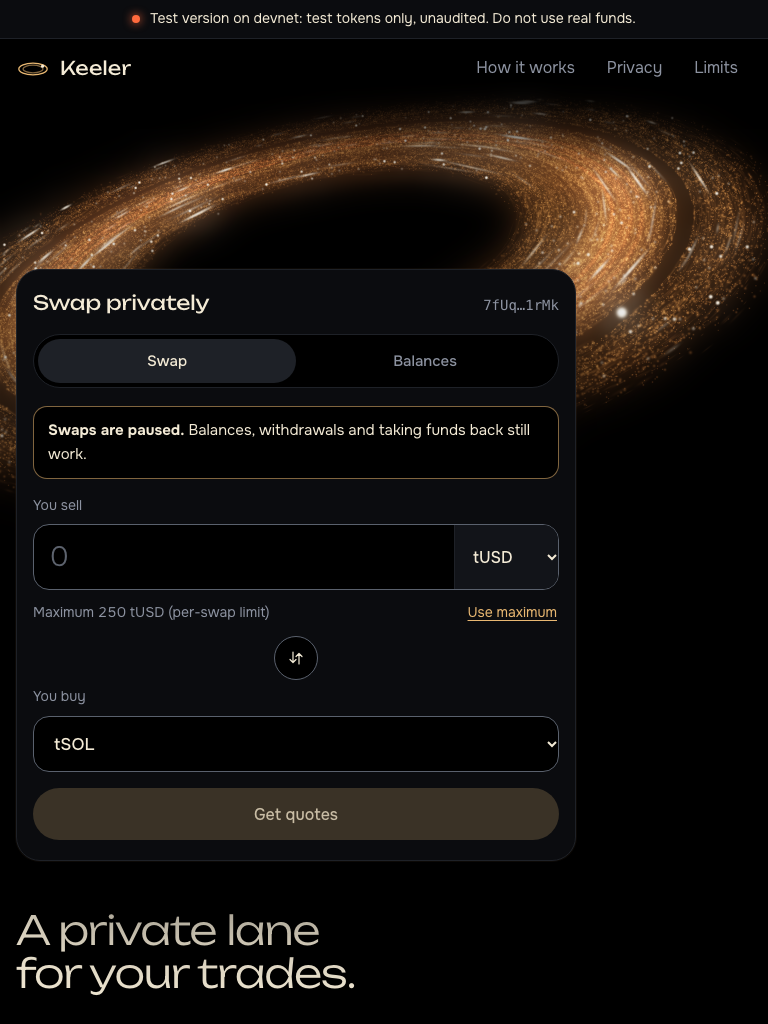 Test version on devnet: test tokens only, unaudited. Do not use real funds.
Keeler
How it works
Privacy
Limits
Swap privately
7fUq…1rMk
Swap
Balances
Swaps are paused. Balances, withdrawals and taking funds back still
work.
You sell
0
tUSD
Maximum 250 tUSD (per-swap limit)
Use maximum
You buy
tSOL
Get quotes
A private lane
for your trades.